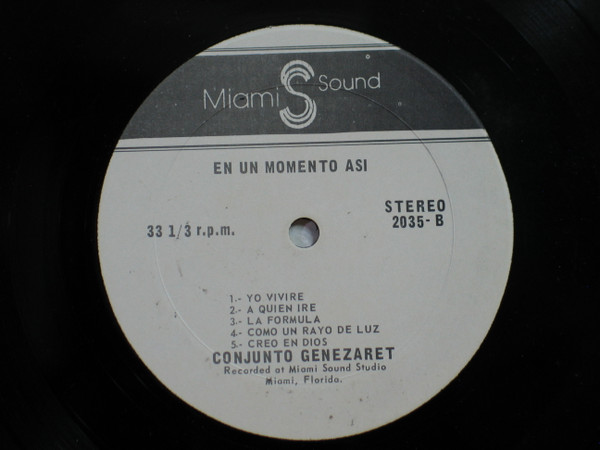 Miami S Sound
EN UN MOMENTO ASI
STEREO
33 1/3 r.p.m.
2035- B
1.- YO VIVIRE
2.- A QUIEN IRE
3.- LA FORMULA
4.- COMO UN RAYO DE LUZ
5.- CREO EN DIOS
CONJUNTO GENEZARET
Recorded at Miami Sound Studio
Miami, Florida.